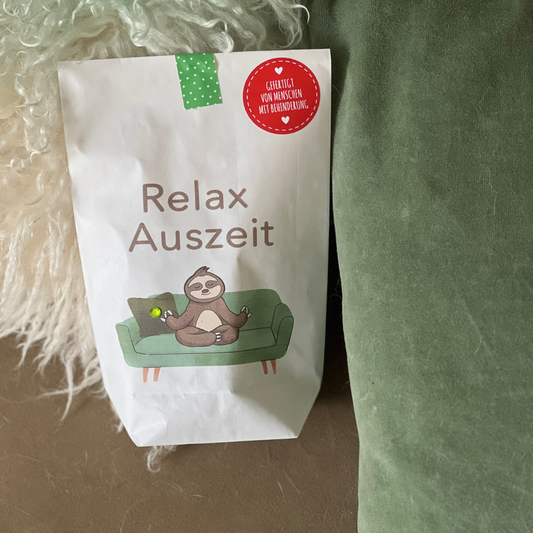 GEFERTIGT
VON MENSCHEN
MIT BEHINDERUNG
Relax
Auszeit